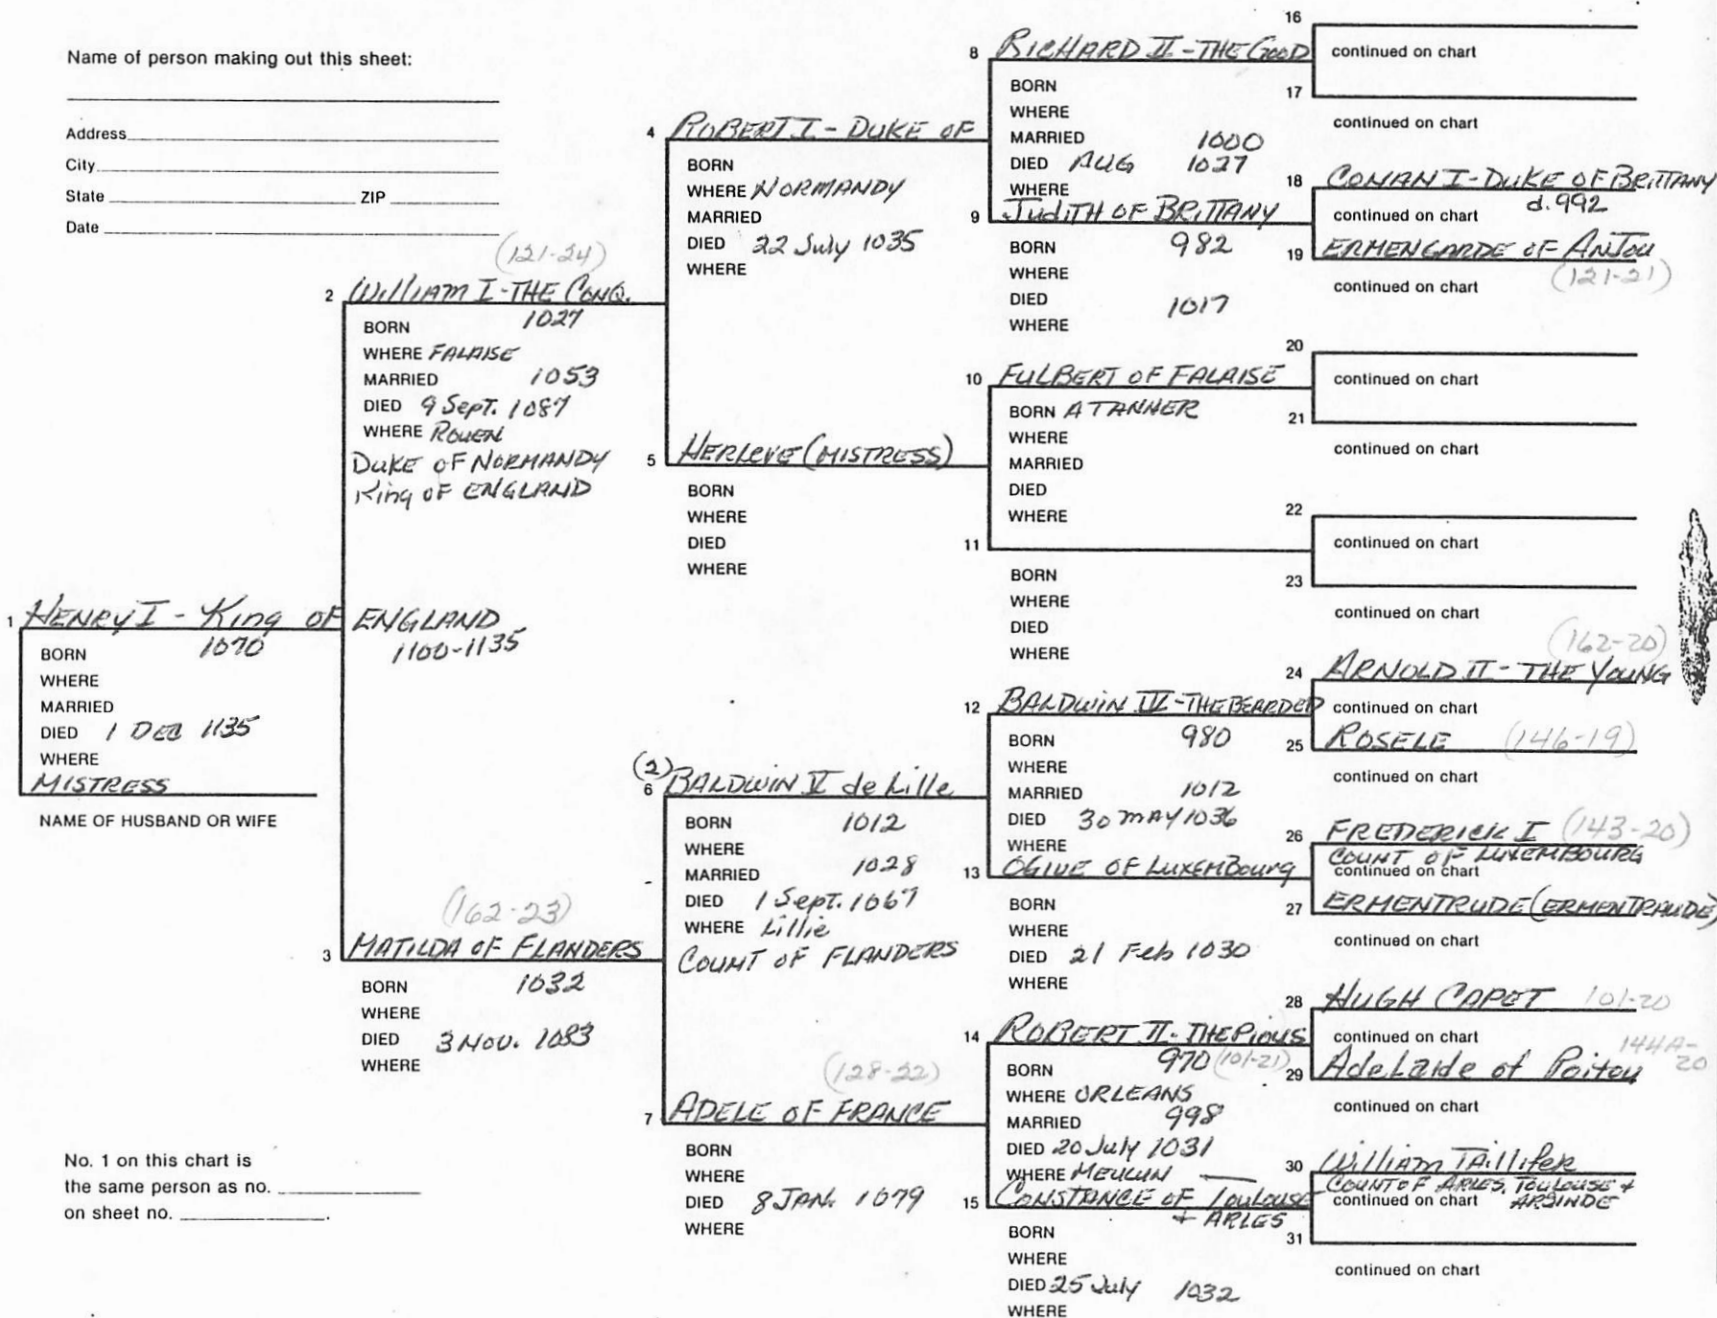 Name of person making out this sheet:
Address
City
State ZIP
Date
No. 1 on this chart is
the same person as no.
on sheet no. .
1 HENRY I - King OF ENGLAND
1100-1135
BORN 1070
WHERE
MARRIED
DIED 1 DEC 1135
WHERE
MISTRESS
NAME OF HUSBAND OR WIFE
(121-24)
2 William I - THE CONQ.
BORN 1027
WHERE FALAISE
MARRIED 1053
DIED 9 Sept. 1087
WHERE ROUEN
DUKE OF NORMANDY
King OF ENGLAND
(162-23)
3 MATILDA OF FLANDERS
BORN 1032
WHERE
DIED 3 NOV. 1083
WHERE
4 ROBERT I - DUKE OF
BORN
WHERE NORMANDY
MARRIED
DIED 22 July 1035
WHERE
5 HERLEVE (MISTRESS)
BORN
WHERE
DIED
WHERE
(2)
6 BALDWIN V de Lille
BORN 1012
WHERE
MARRIED 1028
DIED 1 Sept. 1067
WHERE Lillie
COUNT OF FLANDERS
(128-22)
7 ADELE OF FRANCE
BORN
WHERE
DIED 8 JAN. 1079
WHERE
8 RICHARD II - THE GOOD
BORN
WHERE
MARRIED 1000
DIED AUG 1027
WHERE
9 JUDITH OF BRITTANY
BORN 982
WHERE
DIED 1017
WHERE
10 FULBERT OF FALAISE
BORN A TANNER
WHERE
MARRIED
DIED
WHERE
11
BORN
WHERE
DIED
WHERE
12 BALDWIN IV - THE BEARDED
BORN 980
WHERE
MARRIED 1012
DIED 30 MAY 1036
WHERE
13 OGIVE OF LUXEMBOURG
BORN
WHERE
DIED 21 Feb 1030
WHERE
14 ROBERT II - THE PIOUS
BORN 970 (101-21)
WHERE ORLEANS
MARRIED 998
DIED 20 July 1031
WHERE MEULUN
15 CONSTANCE OF TOULOUSE
+ ARLES
BORN
WHERE
DIED 25 July 1032
WHERE
16
continued on chart
17
continued on chart
18 CONAN I - DUKE OF BRITTANY
continued on chart d. 992
19 ERMENGARDE OF ANJOU
continued on chart (121-21)
20
continued on chart
21
continued on chart
22
continued on chart
23
continued on chart
(162-20)
24 ARNOLD II - THE YOUNG
continued on chart
25 ROSELE (146-19)
continued on chart
26 FREDERICK I (143-20)
COUNT OF LUXEMBOURG
continued on chart
27 ERMENTRUDE (ERMENTRAUDE)
continued on chart
28 HUGH CAPET 101-20
continued on chart
144A-20
29 Adelaide of Poitou
continued on chart
30 William Taillifer
COUNT OF ARLES, TOULOUSE +
continued on chart ARSINDE
31
continued on chart